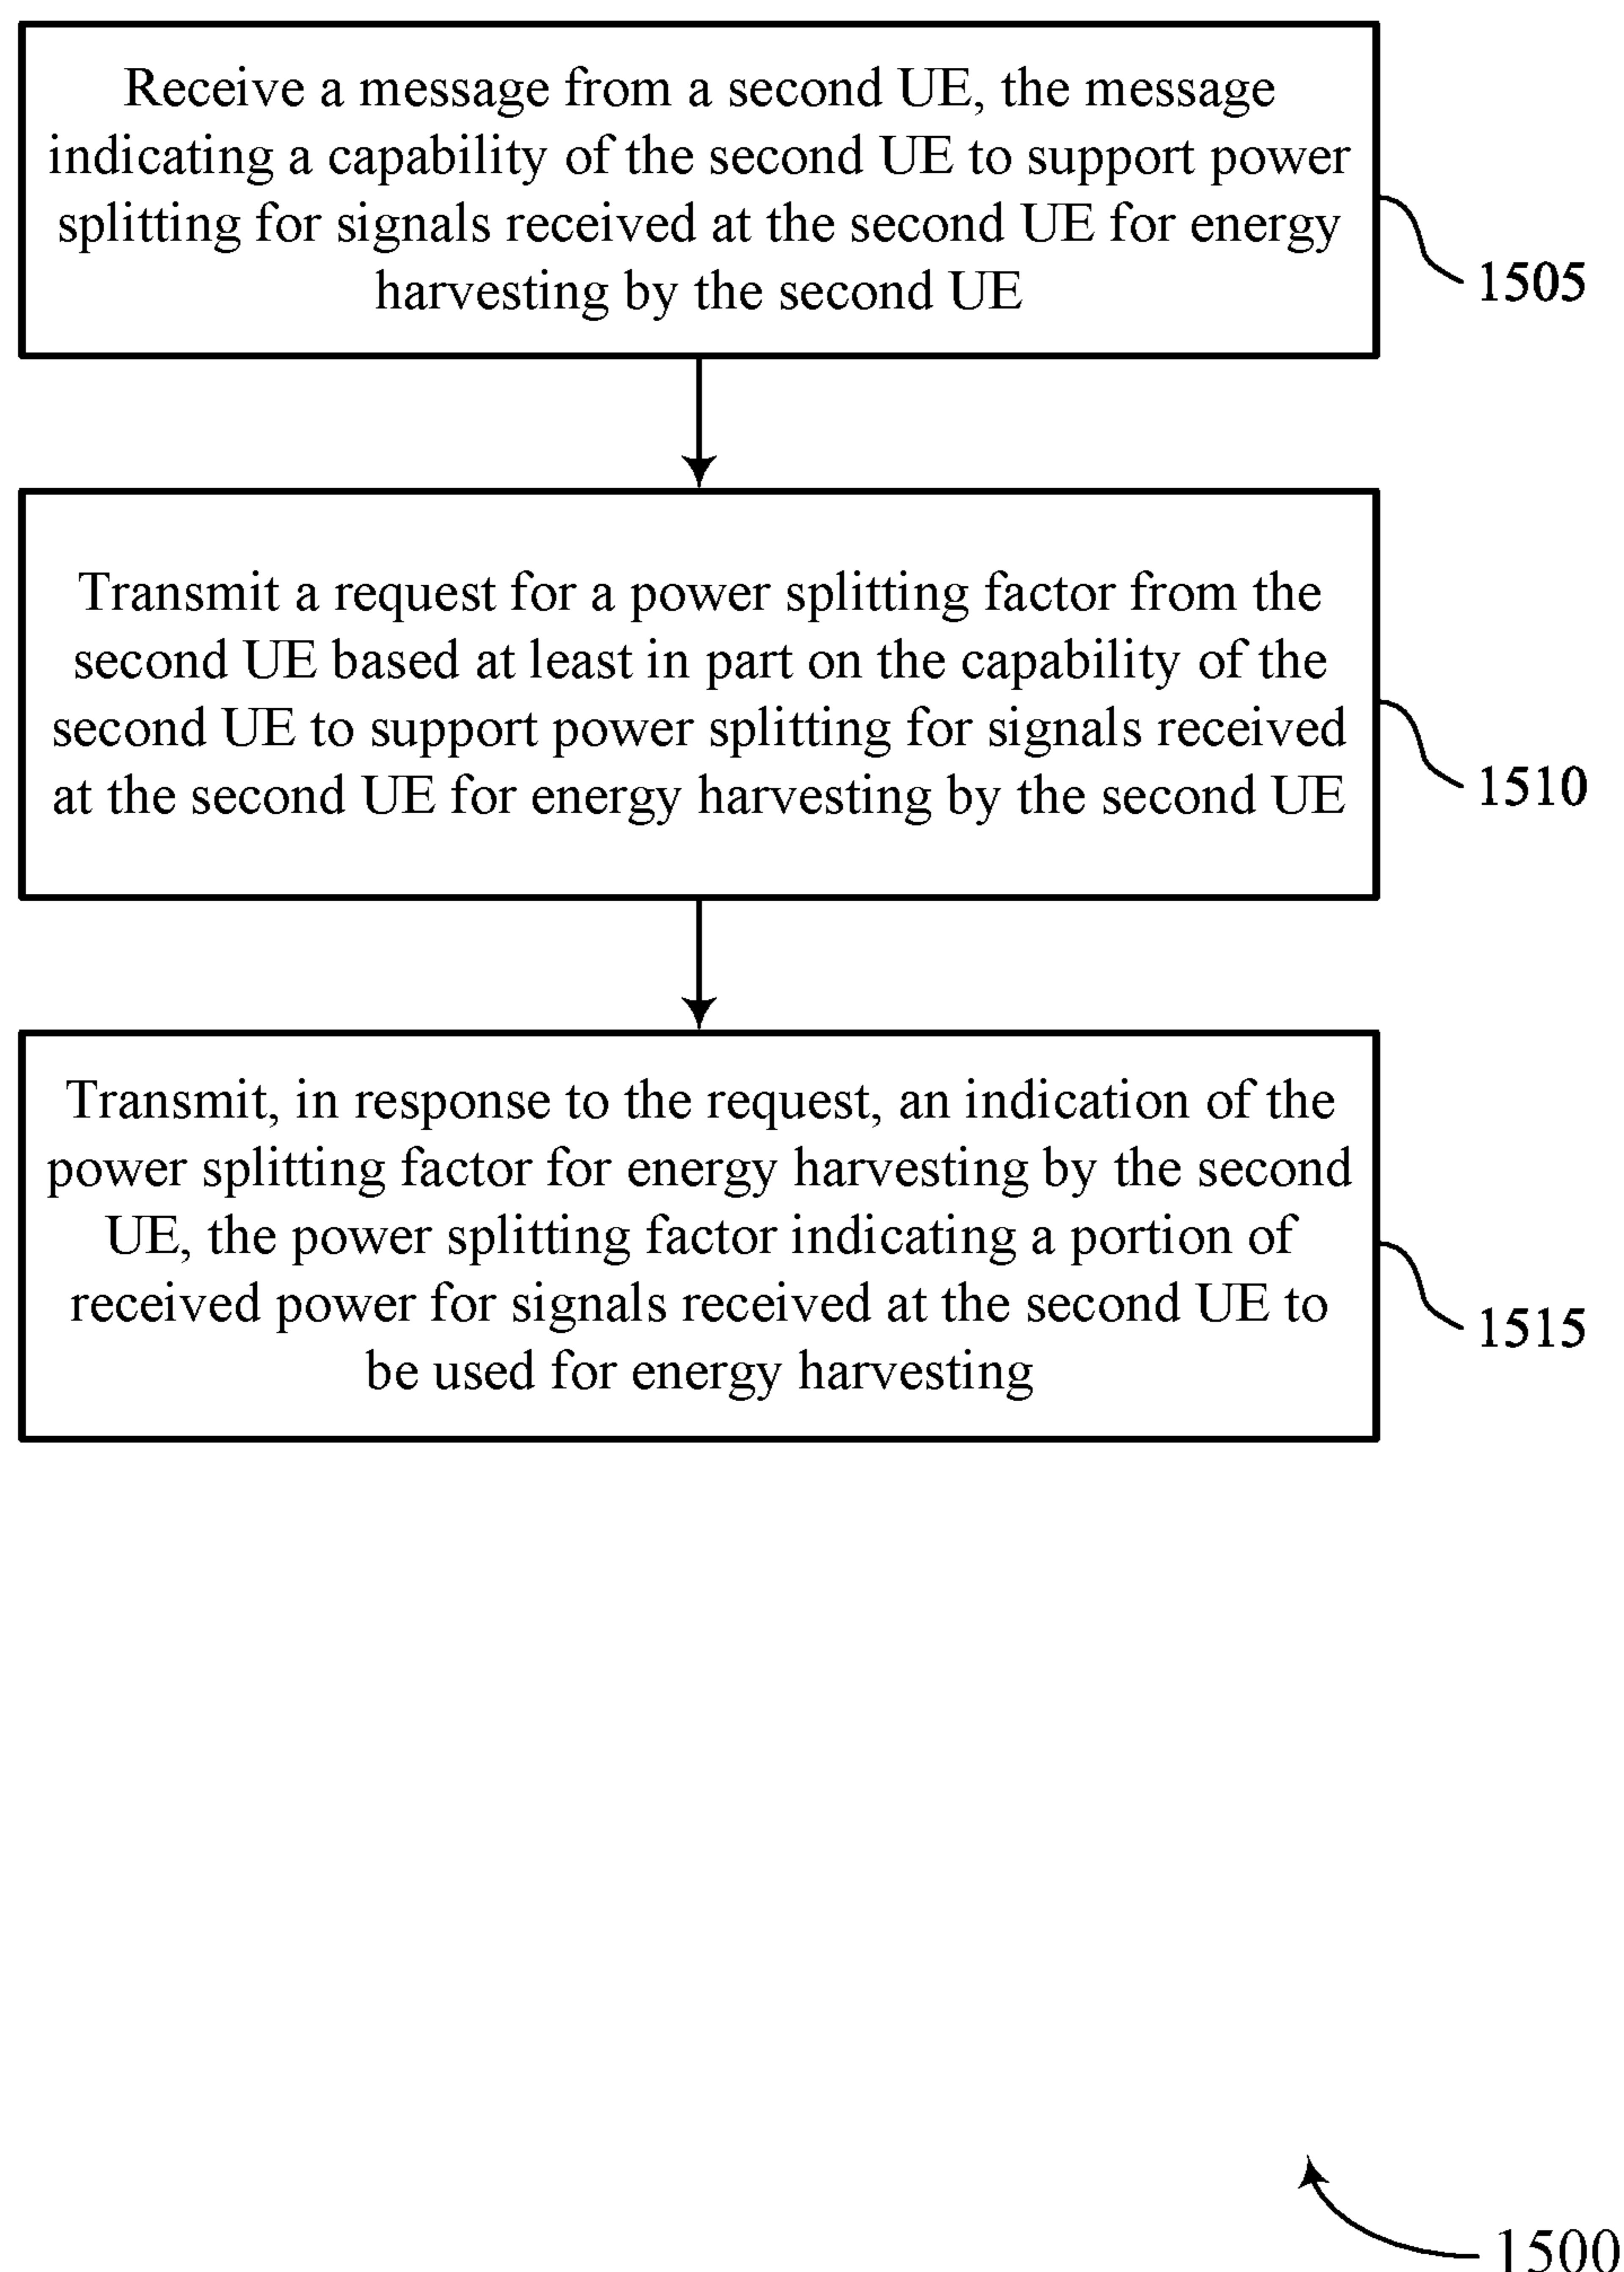 Receive a message from a second UE, the message
indicating a capability of the second UE to support power
splitting for signals received at the second UE for energy
harvesting by the second UE
1505
Transmit a request for a power splitting factor from the
second UE based at least in part on the capability of the
second UE to support power splitting for signals received
at the second UE for energy harvesting by the second UE
1510
Transmit, in response to the request, an indication of the
power splitting factor for energy harvesting by the second
UE, the power splitting factor indicating a portion of
received power for signals received at the second UE to
be used for energy harvesting
1515
1500